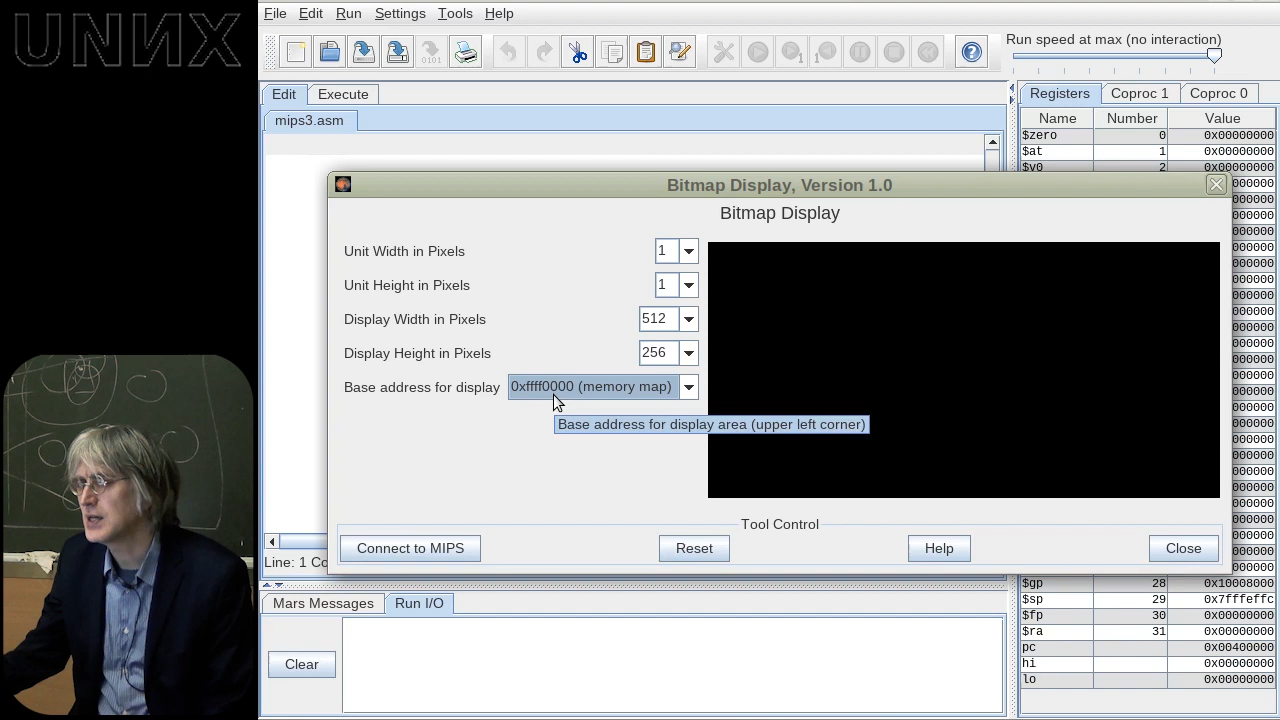 UNИX
File Edit Run Settings Tools Help
Run speed at max (no interaction)
Edit Execute
mips3.asm
Registers Coproc 1 Coproc 0
Name Number Value
$zero 0 0x00000000
$at 1 0x00000000
$v0 2 0x00000000
Bitmap Display, Version 1.0
Bitmap Display
Unit Width in Pixels 1
Unit Height in Pixels 1
Display Width in Pixels 512
Display Height in Pixels 256
Base address for display 0xffff0000 (memory map)
Base address for display area (upper left corner)
Tool Control
Connect to MIPS Reset Help Close
Line: 1 Co
$gp 28 0x10008000
$sp 29 0x7fffeffc
$fp 30 0x00000000
$ra 31 0x00000000
pc 0x00400000
hi 0x00000000
lo 0x00000000
Mars Messages Run I/O
Clear